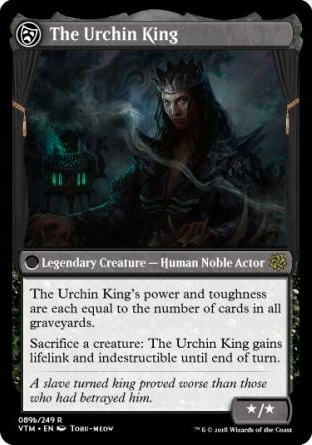 The Urchin King
Legendary Creature — Human Noble Actor
The Urchin King's power and toughness
are each equal to the number of cards in all
graveyards.
Sacrifice a creature: The Urchin King gains
lifelink and indestructible until end of turn.
A slave turned king proved worse than those
who had betrayed him.
089b/249 R
VTM • EN Toru-meow
™ & © 2018 Wizards of the Coast
★/★